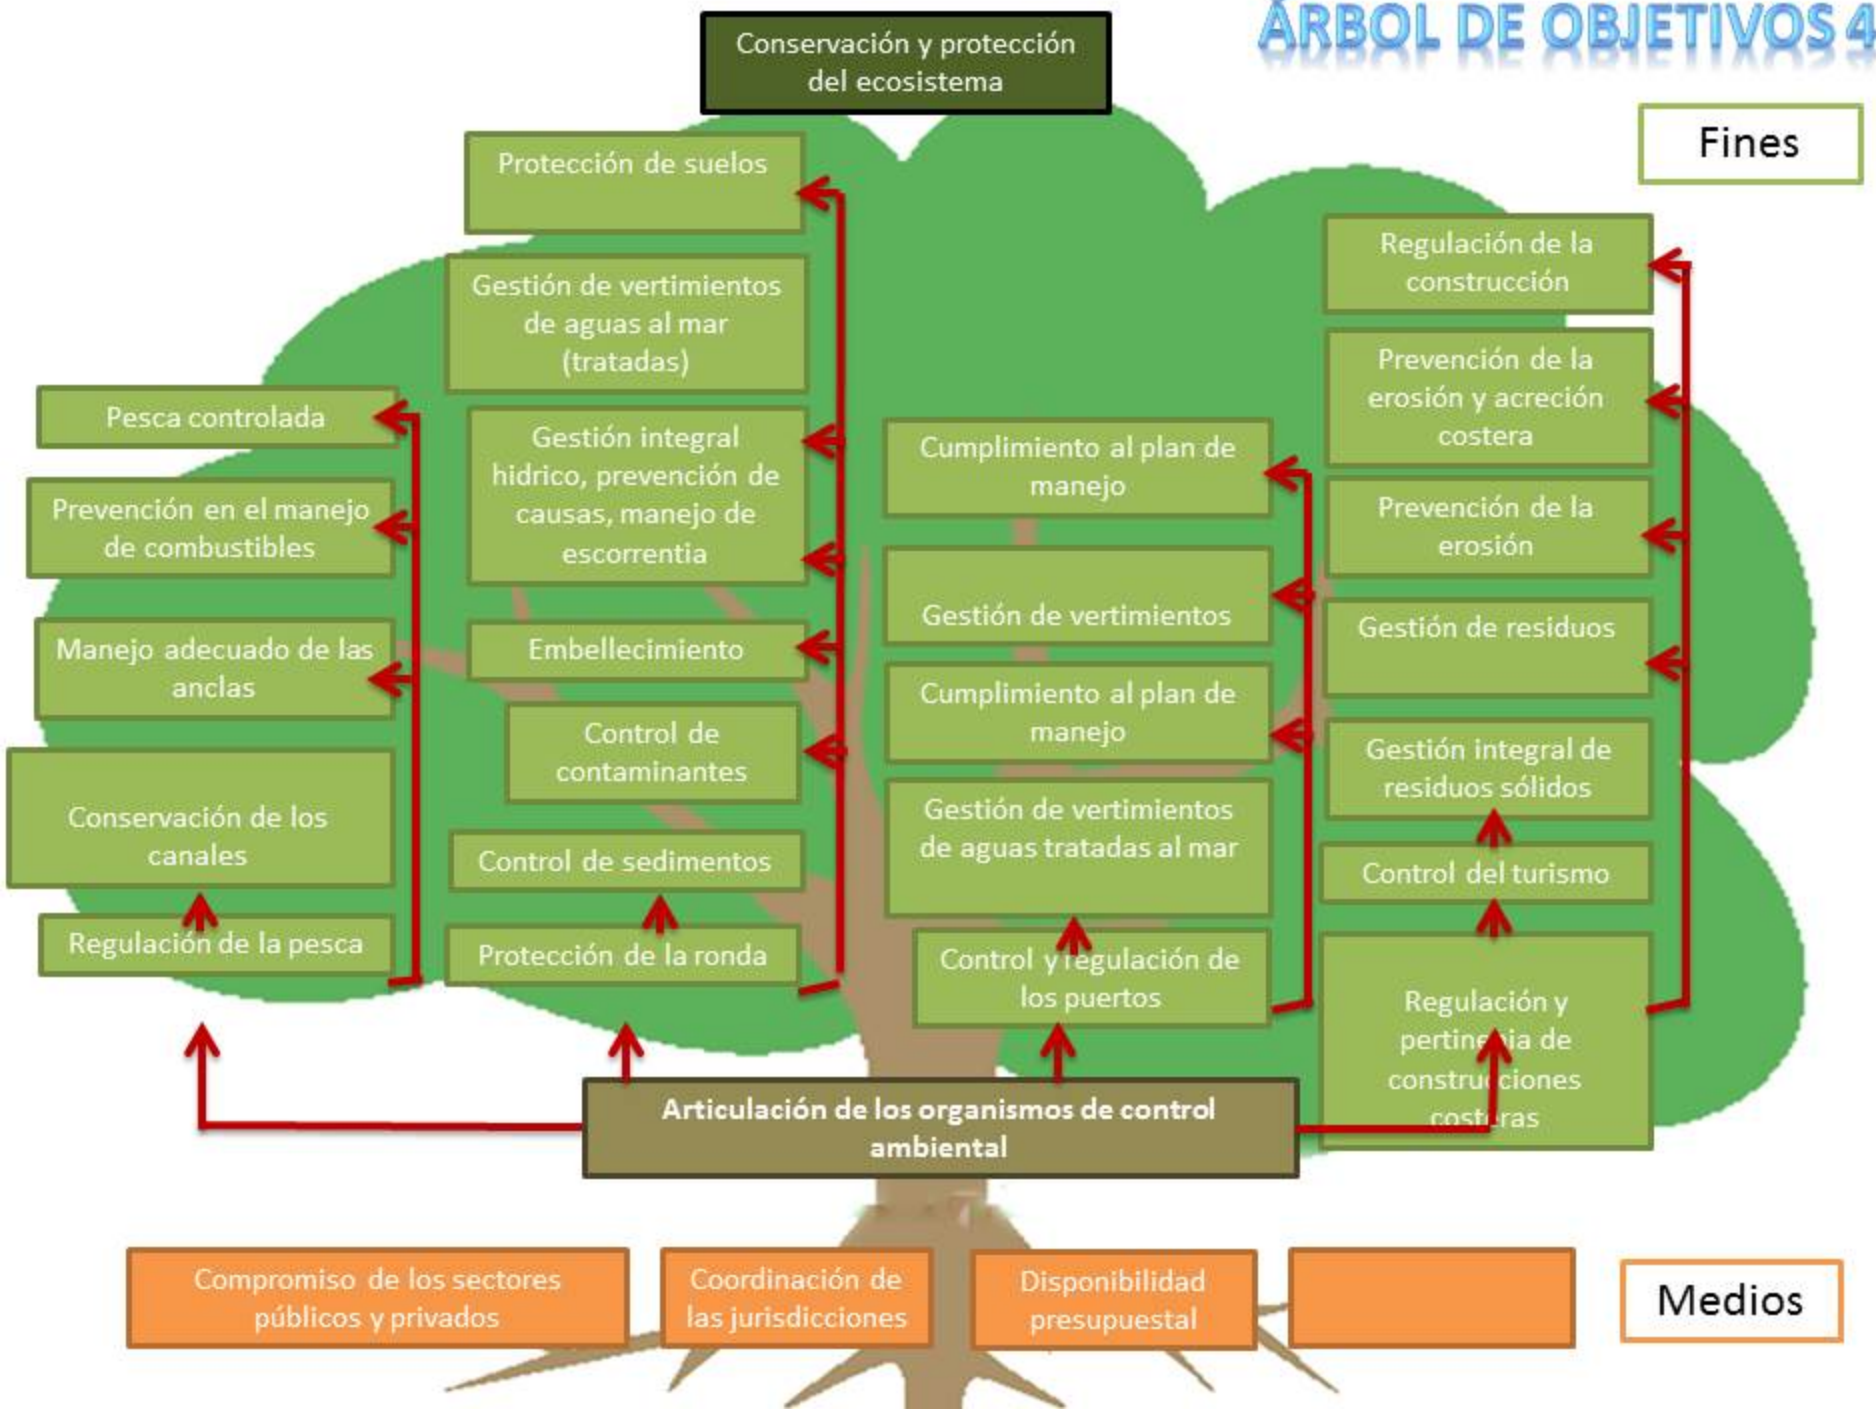 ÁRBOL DE OBJETIVOS 4
Conservación y protección
del ecosistema
Fines
Pesca controlada
Prevención en el manejo
de combustibles
Manejo adecuado de las
anclas
Conservación de los
canales
Regulación de la pesca
Protección de suelos
Gestión de vertimientos
de aguas al mar
(tratadas)
Gestión integral
hidrico, prevención de
causas, manejo de
escorrentia
Embellecimiento
Control de
contaminantes
Control de sedimentos
Protección de la ronda
Cumplimiento al plan de
manejo
Gestión de vertimientos
Cumplimiento al plan de
manejo
Gestión de vertimientos
de aguas tratadas al mar
Control y regulación de
los puertos
Regulación de la
construcción
Prevención de la
erosión y acreción
costera
Prevención de la
erosión
Gestión de residuos
Gestión integral de
residuos sólidos
Control del turismo
Regulación y
pertinencia de
construcciones
costeras
Articulación de los organismos de control
ambiental
Compromiso de los sectores
públicos y privados
Coordinación de
las jurisdicciones
Disponibilidad
presupuestal
Medios